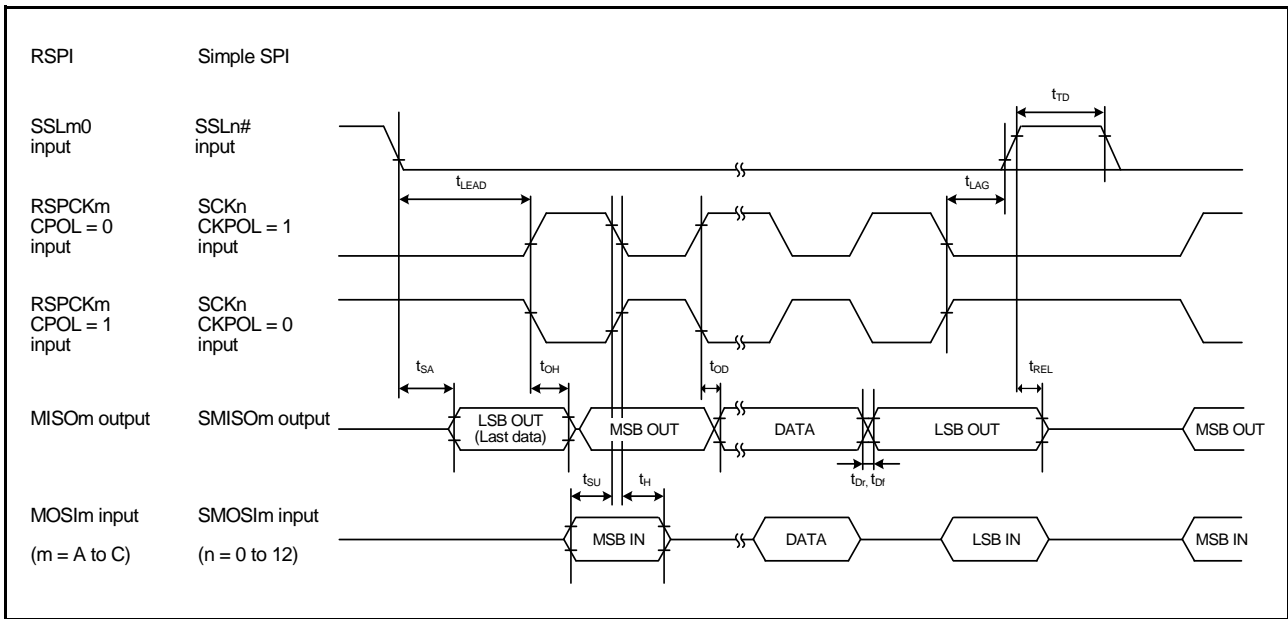 RSPI Simple SPI
tTD
SSLm0 SSLn#
input input
tLEAD tLAG
RSPCKm SCKn
CPOL = 0 CKPOL = 1
input input
RSPCKm SCKn
CPOL = 1 CKPOL = 0
input input
tSA tOH tOD tREL
MISOm output SMISOm output LSB OUT (Last data) MSB OUT DATA LSB OUT MSB OUT
tSU tH tDr, tDf
MOSIm input SMOSIm input MSB IN DATA LSB IN MSB IN
(m = A to C) (n = 0 to 12)